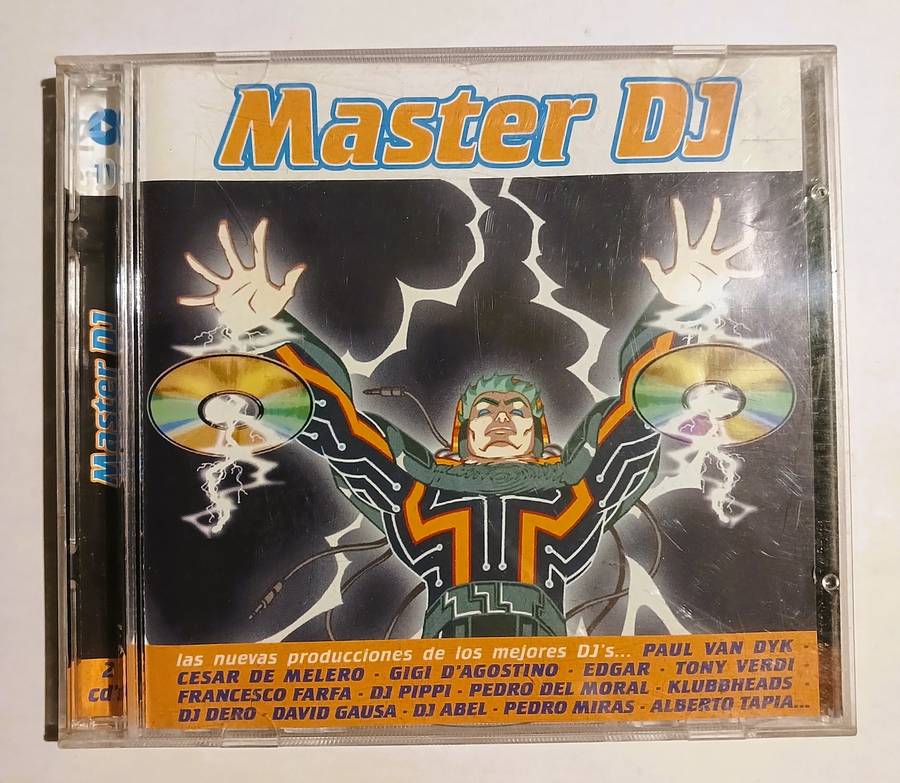 Master DJ
Master DJ
2
cd's
las nuevas producciones de los mejores DJ's... PAUL VAN DYK -
CESAR DE MELERO - GIGI D'AGOSTINO - EDGAR - TONY VERDI
FRANCESCO FARFA - DJ PIPPI - PEDRO DEL MORAL - KLUBBHEADS -
DJ DERO - DAVID GAUSA - DJ ABEL - PEDRO MIRAS - ALBERTO TAPIA...